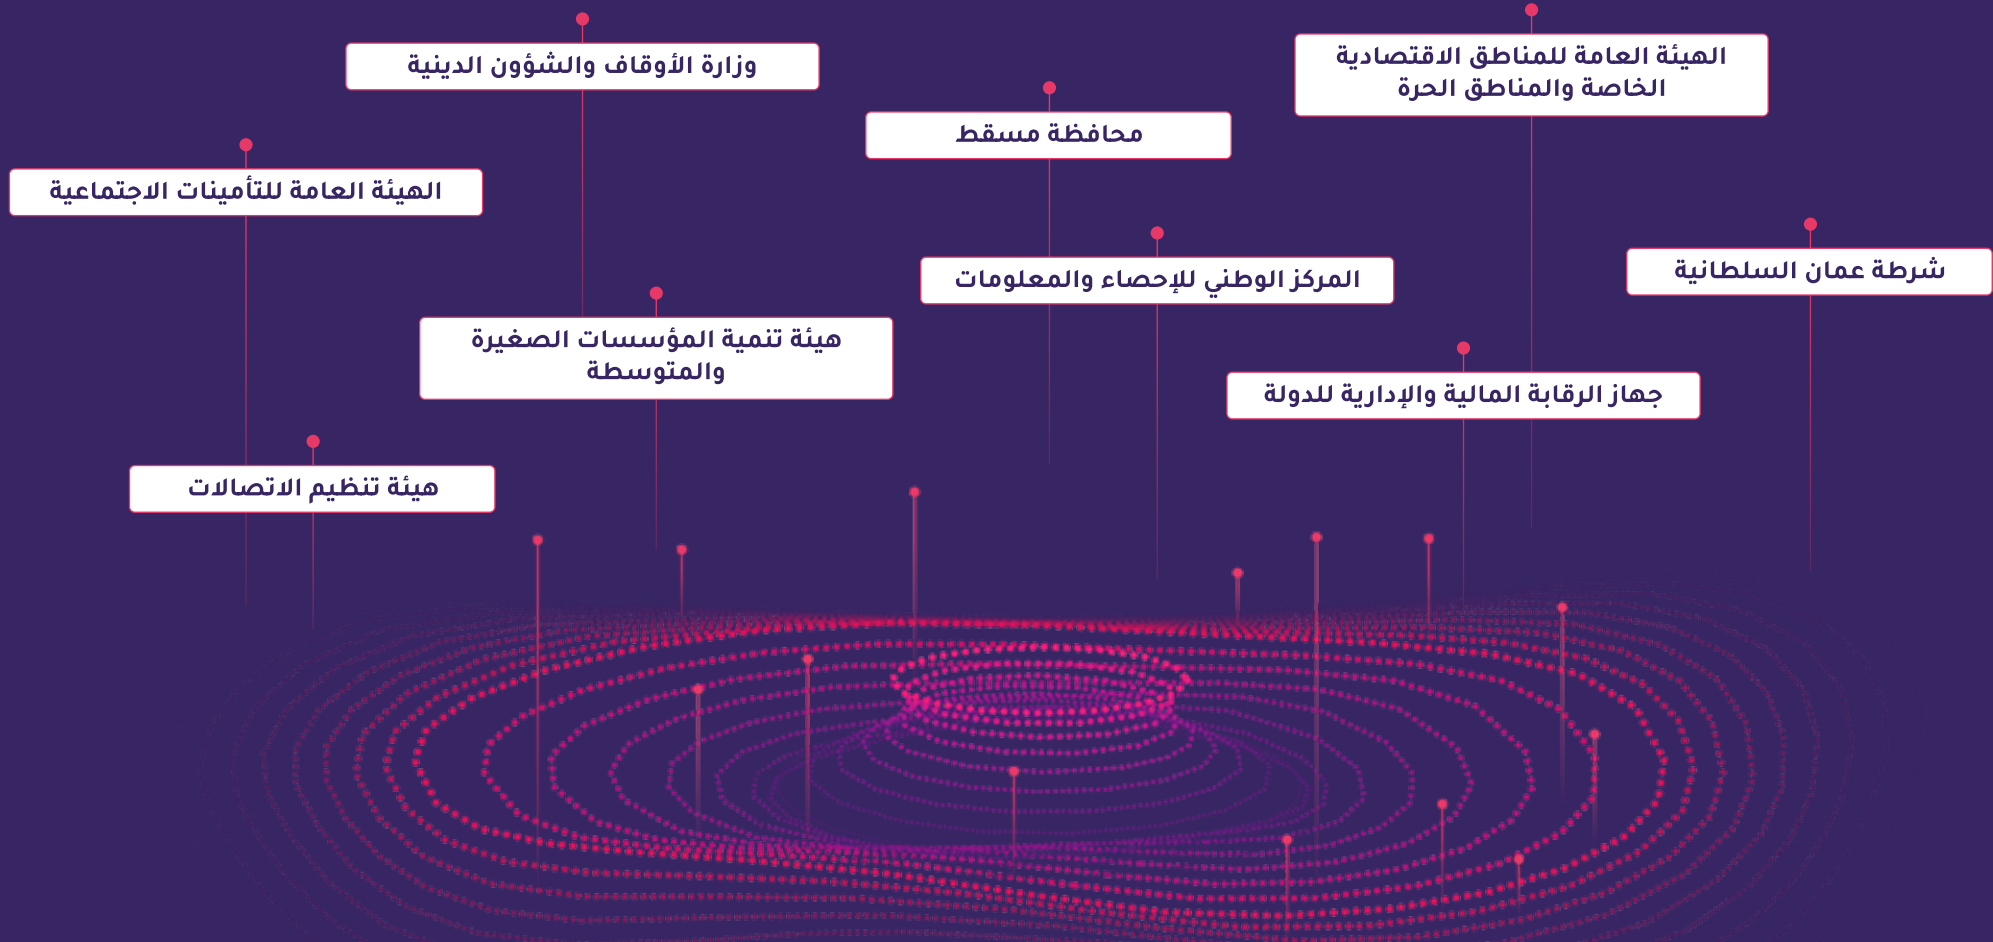 الهيئة العامة للمناطق الاقتصادية
الخاصة والمناطق الحرة
وزارة الأوقاف والشؤون الدينية
محافظة مسقط
الهيئة العامة للتأمينات الاجتماعية
شرطة عمان السلطانية
المركز الوطني للإحصاء والمعلومات
هيئة تنمية المؤسسات الصغيرة
والمتوسطة
جهاز الرقابة المالية والإدارية للدولة
هيئة تنظيم الاتصالات